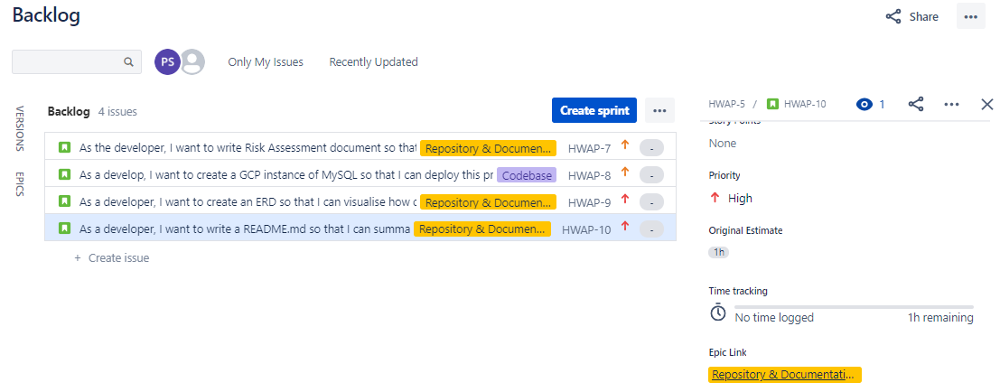 Backlog
Share
PS
Only My Issues
Recently Updated
VERSIONS
EPICS
Backlog 4 issues
Create sprint
As the developer, I want to write Risk Assessment document so that Repository & Documen... HWAP-7 -
As a develop, I want to create a GCP instance of MySQL so that I can deploy this pr Codebase HWAP-8 -
As a developer, I want to create an ERD so that I can visualise how Repository & Documen... HWAP-9 -
As a developer, I want to write a README.md so that I can summa Repository & Documen... HWAP-10 -
+ Create issue
HWAP-5 / HWAP-10 1
Story Points
None
Priority
High
Original Estimate
1h
Time tracking
No time logged 1h remaining
Epic Link
Repository & Documentati...